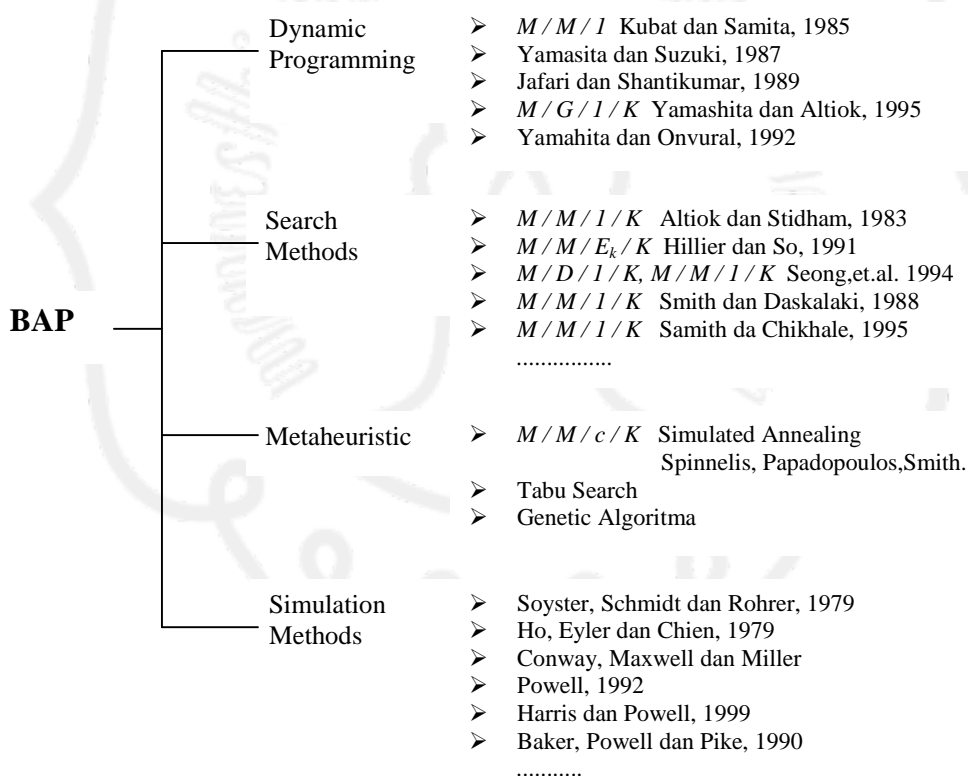 BAP
Dynamic
Programming
➢ M / M / 1 Kubat dan Samita, 1985
➢ Yamasita dan Suzuki, 1987
➢ Jafari dan Shantikumar, 1989
➢ M / G / 1 / K Yamashita dan Altiok, 1995
➢ Yamahita dan Onvural, 1992
Search
Methods
➢ M / M / 1 / K Altiok dan Stidham, 1983
➢ M / M / Eₖ / K Hillier dan So, 1991
➢ M / D / 1 / K, M / M / 1 / K Seong,et.al. 1994
➢ M / M / 1 / K Smith dan Daskalaki, 1988
➢ M / M / 1 / K Samith da Chikhale, 1995
................
Metaheuristic
➢ M / M / c / K Simulated Annealing
Spinnelis, Papadopoulos,Smith.
➢ Tabu Search
➢ Genetic Algoritma
Simulation
Methods
➢ Soyster, Schmidt dan Rohrer, 1979
➢ Ho, Eyler dan Chien, 1979
➢ Conway, Maxwell dan Miller
➢ Powell, 1992
➢ Harris dan Powell, 1999
➢ Baker, Powell dan Pike, 1990
...........